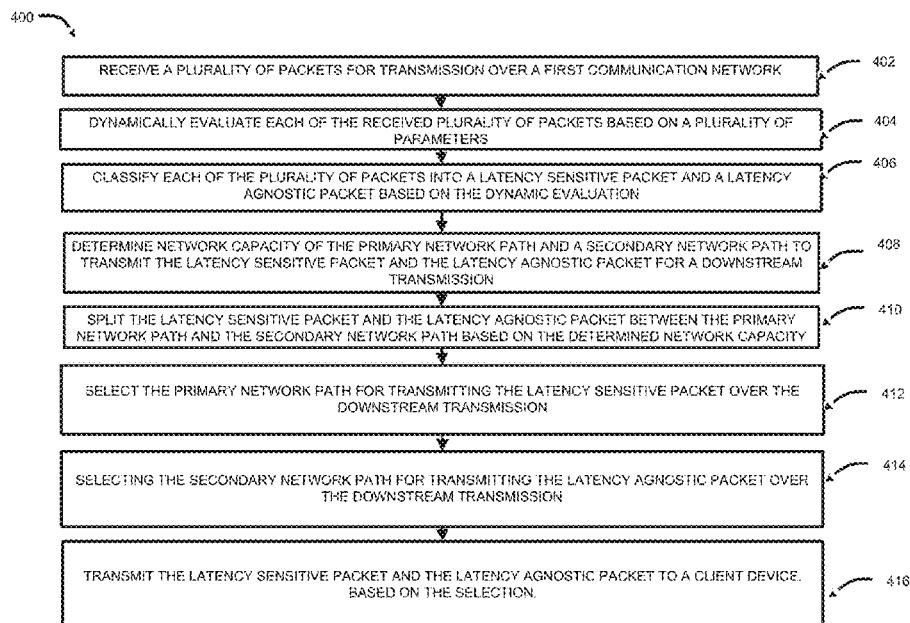 400
RECEIVE A PLURALITY OF PACKETS FOR TRANSMISSION OVER A FIRST COMMUNICATION NETWORK
402
DYNAMICALLY EVALUATE EACH OF THE RECEIVED PLURALITY OF PACKETS BASED ON A PLURALITY OF
PARAMETERS
404
CLASSIFY EACH OF THE PLURALITY OF PACKETS INTO A LATENCY SENSITIVE PACKET AND A LATENCY
AGNOSTIC PACKET BASED ON THE DYNAMIC EVALUATION
406
DETERMINE NETWORK CAPACITY OF THE PRIMARY NETWORK PATH AND A SECONDARY NETWORK PATH TO
TRANSMIT THE LATENCY SENSITIVE PACKET AND THE LATENCY AGNOSTIC PACKET FOR A DOWNSTREAM
TRANSMISSION
408
SPLIT THE LATENCY SENSITIVE PACKET AND THE LATENCY AGNOSTIC PACKET BETWEEN THE PRIMARY
NETWORK PATH AND THE SECONDARY NETWORK PATH BASED ON THE DETERMINED NETWORK CAPACITY
410
SELECT THE PRIMARY NETWORK PATH FOR TRANSMITTING THE LATENCY SENSITIVE PACKET OVER THE
DOWNSTREAM TRANSMISSION
412
SELECTING THE SECONDARY NETWORK PATH FOR TRANSMITTING THE LATENCY AGNOSTIC PACKET OVER
THE DOWNSTREAM TRANSMISSION
414
TRANSMIT THE LATENCY SENSITIVE PACKET AND THE LATENCY AGNOSTIC PACKET TO A CLIENT DEVICE,
BASED ON THE SELECTION.
416